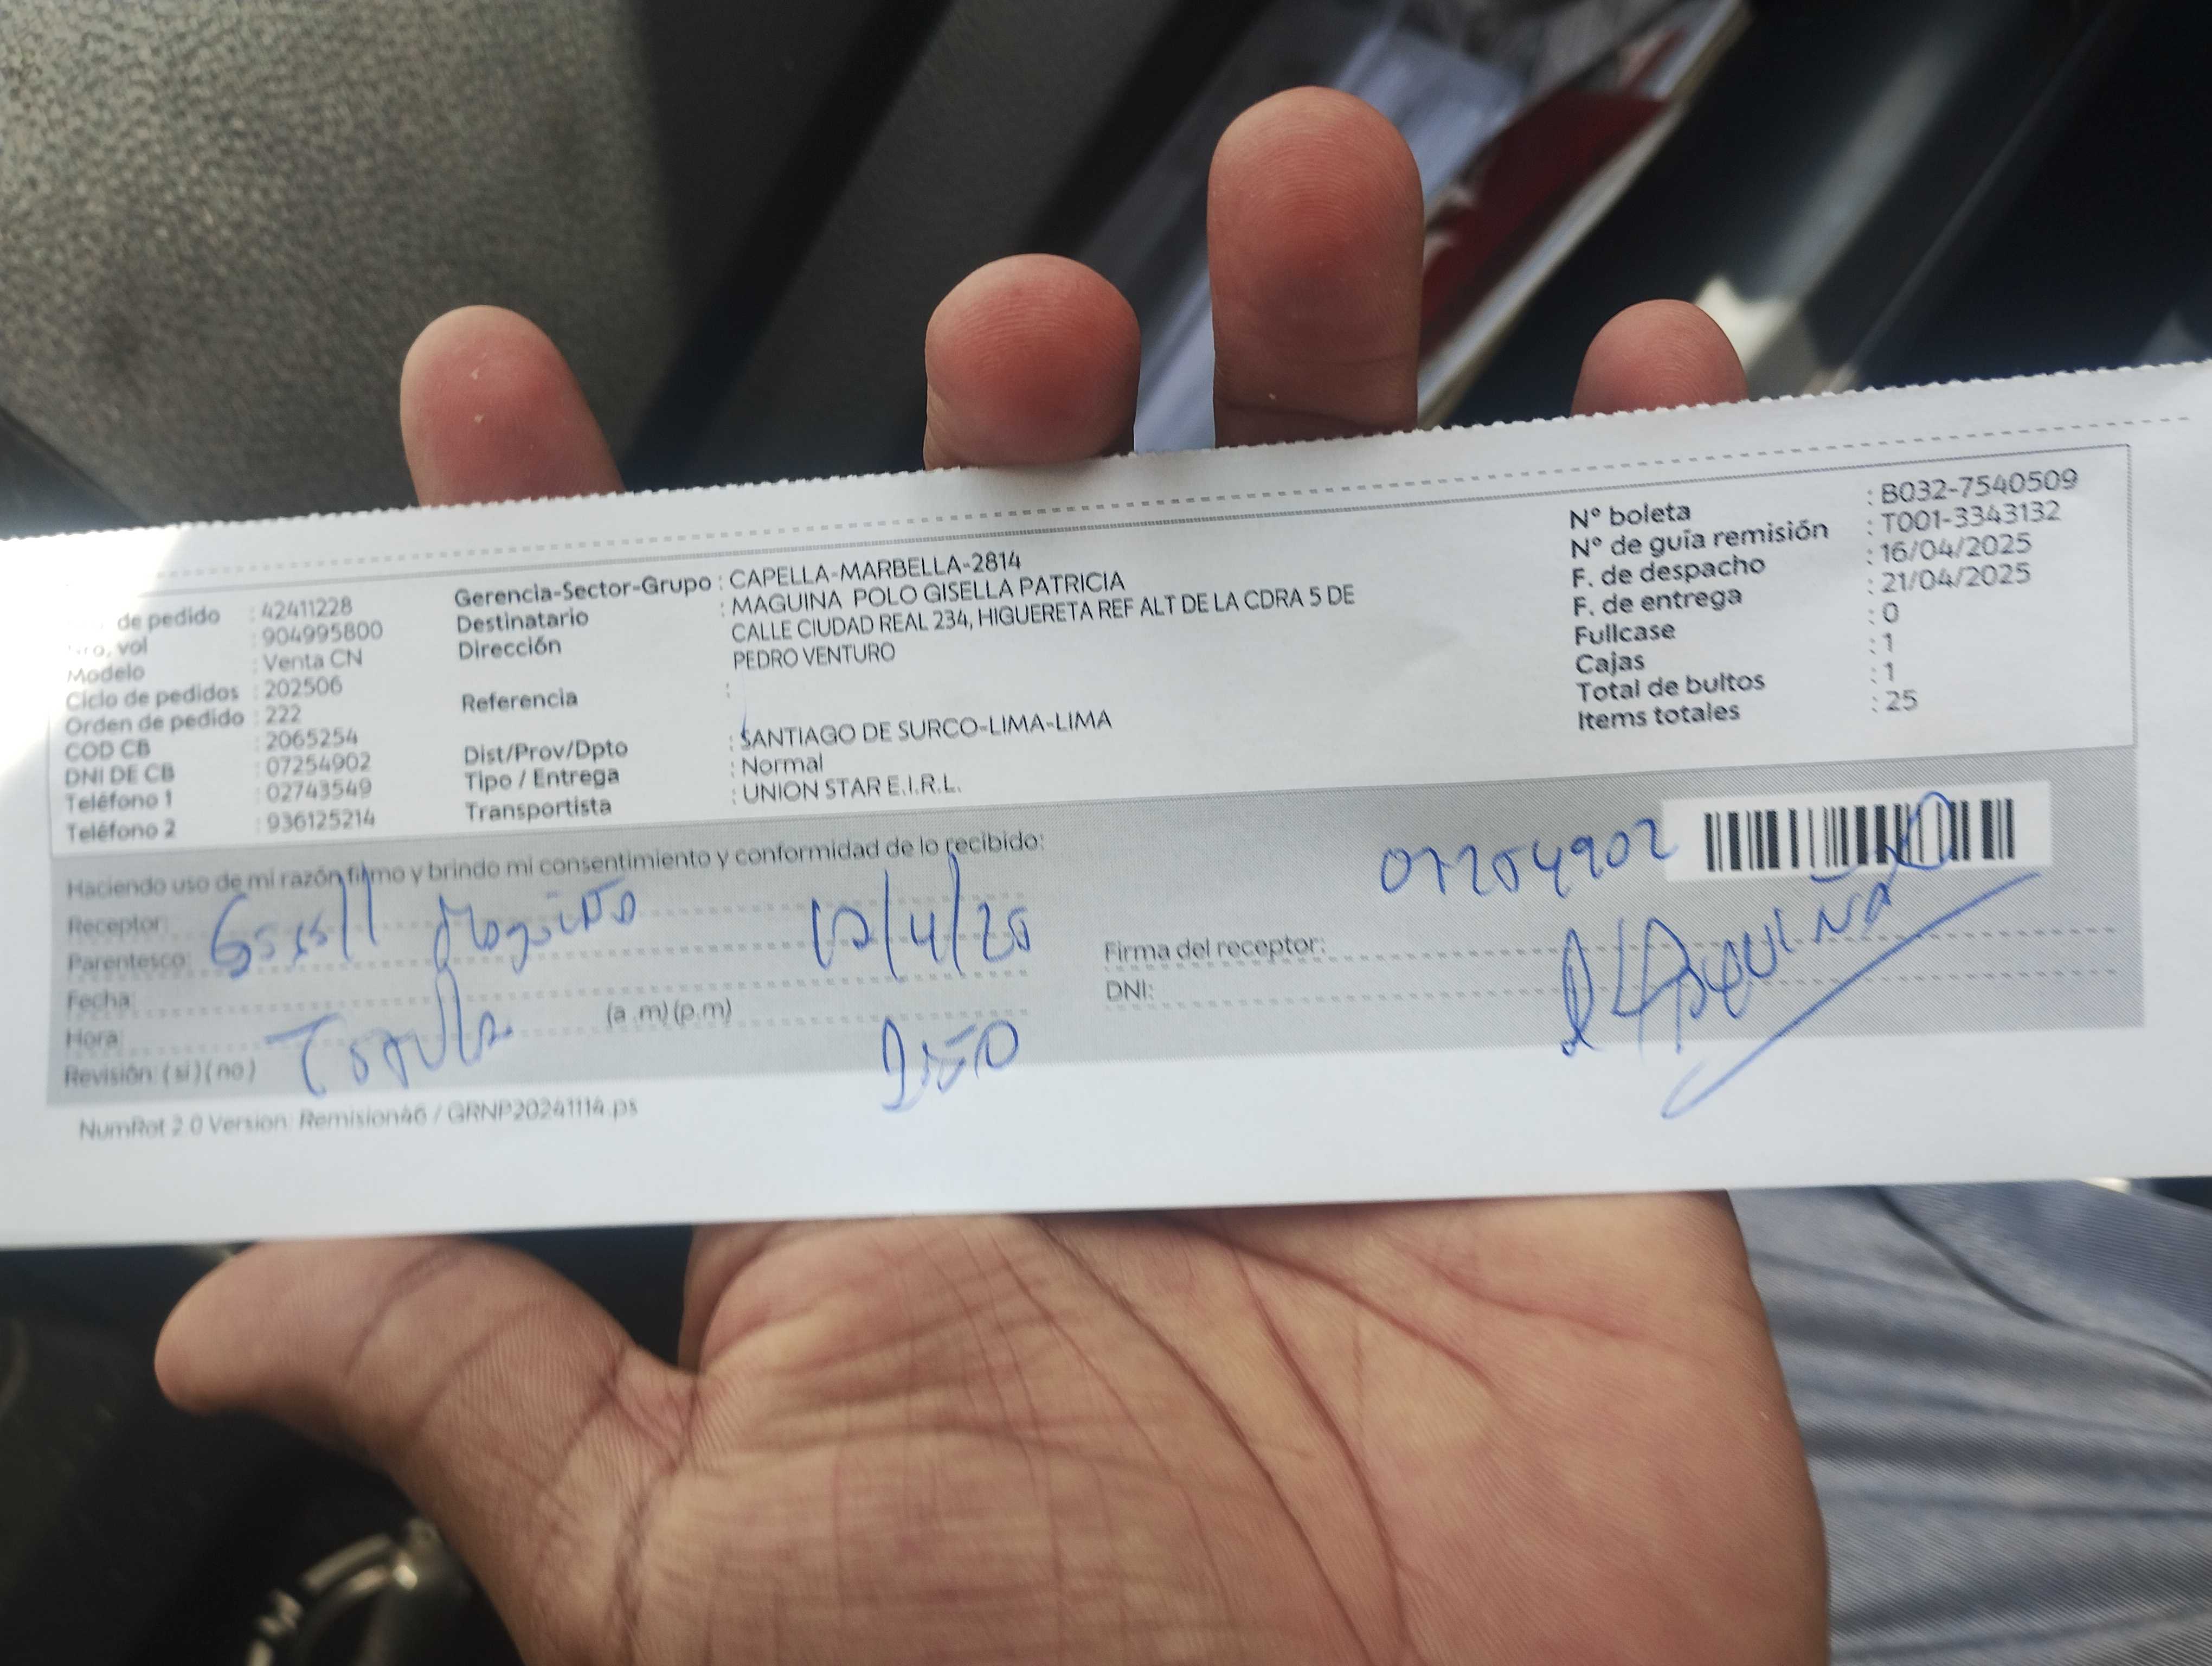 de pedido : 42411228
vol : 904995800
Modelo : Venta CN
Ciclo de pedidos : 202506
Orden de pedido : 222
COD CB : 2065254
DNI DE CB : 07254902
Teléfono 1 : 02743549
Teléfono 2 : 936125214
Gerencia-Sector-Grupo : CAPELLA-MARBELLA-2814
Destinatario : MAGUINA POLO GISELLA PATRICIA
Dirección CALLE CIUDAD REAL 234, HIGUERETA REF ALT DE LA CDRA 5 DE
PEDRO VENTURO
Referencia :
Dist/Prov/Dpto : SANTIAGO DE SURCO-LIMA-LIMA
Tipo / Entrega : Normal
Transportista : UNION STAR E.I.R.L.
N° boleta : B032-7540509
N° de guía remisión : T001-3343132
F. de despacho : 16/04/2025
F. de entrega : 21/04/2025
Fullcase : 0
Cajas : 1
Total de bultos : 1
Items totales : 25
Haciendo uso de mi razón firmo y brindo mi consentimiento y conformidad de lo recibido:
07254902
Receptor:
Parentesco:
Fecha:
Hora: (a.m) (p.m)
Revisión: (si) (no)
Firma del receptor:
DNI:
NumRot 2.0 Version: Remision46 / GRNP20241114.ps